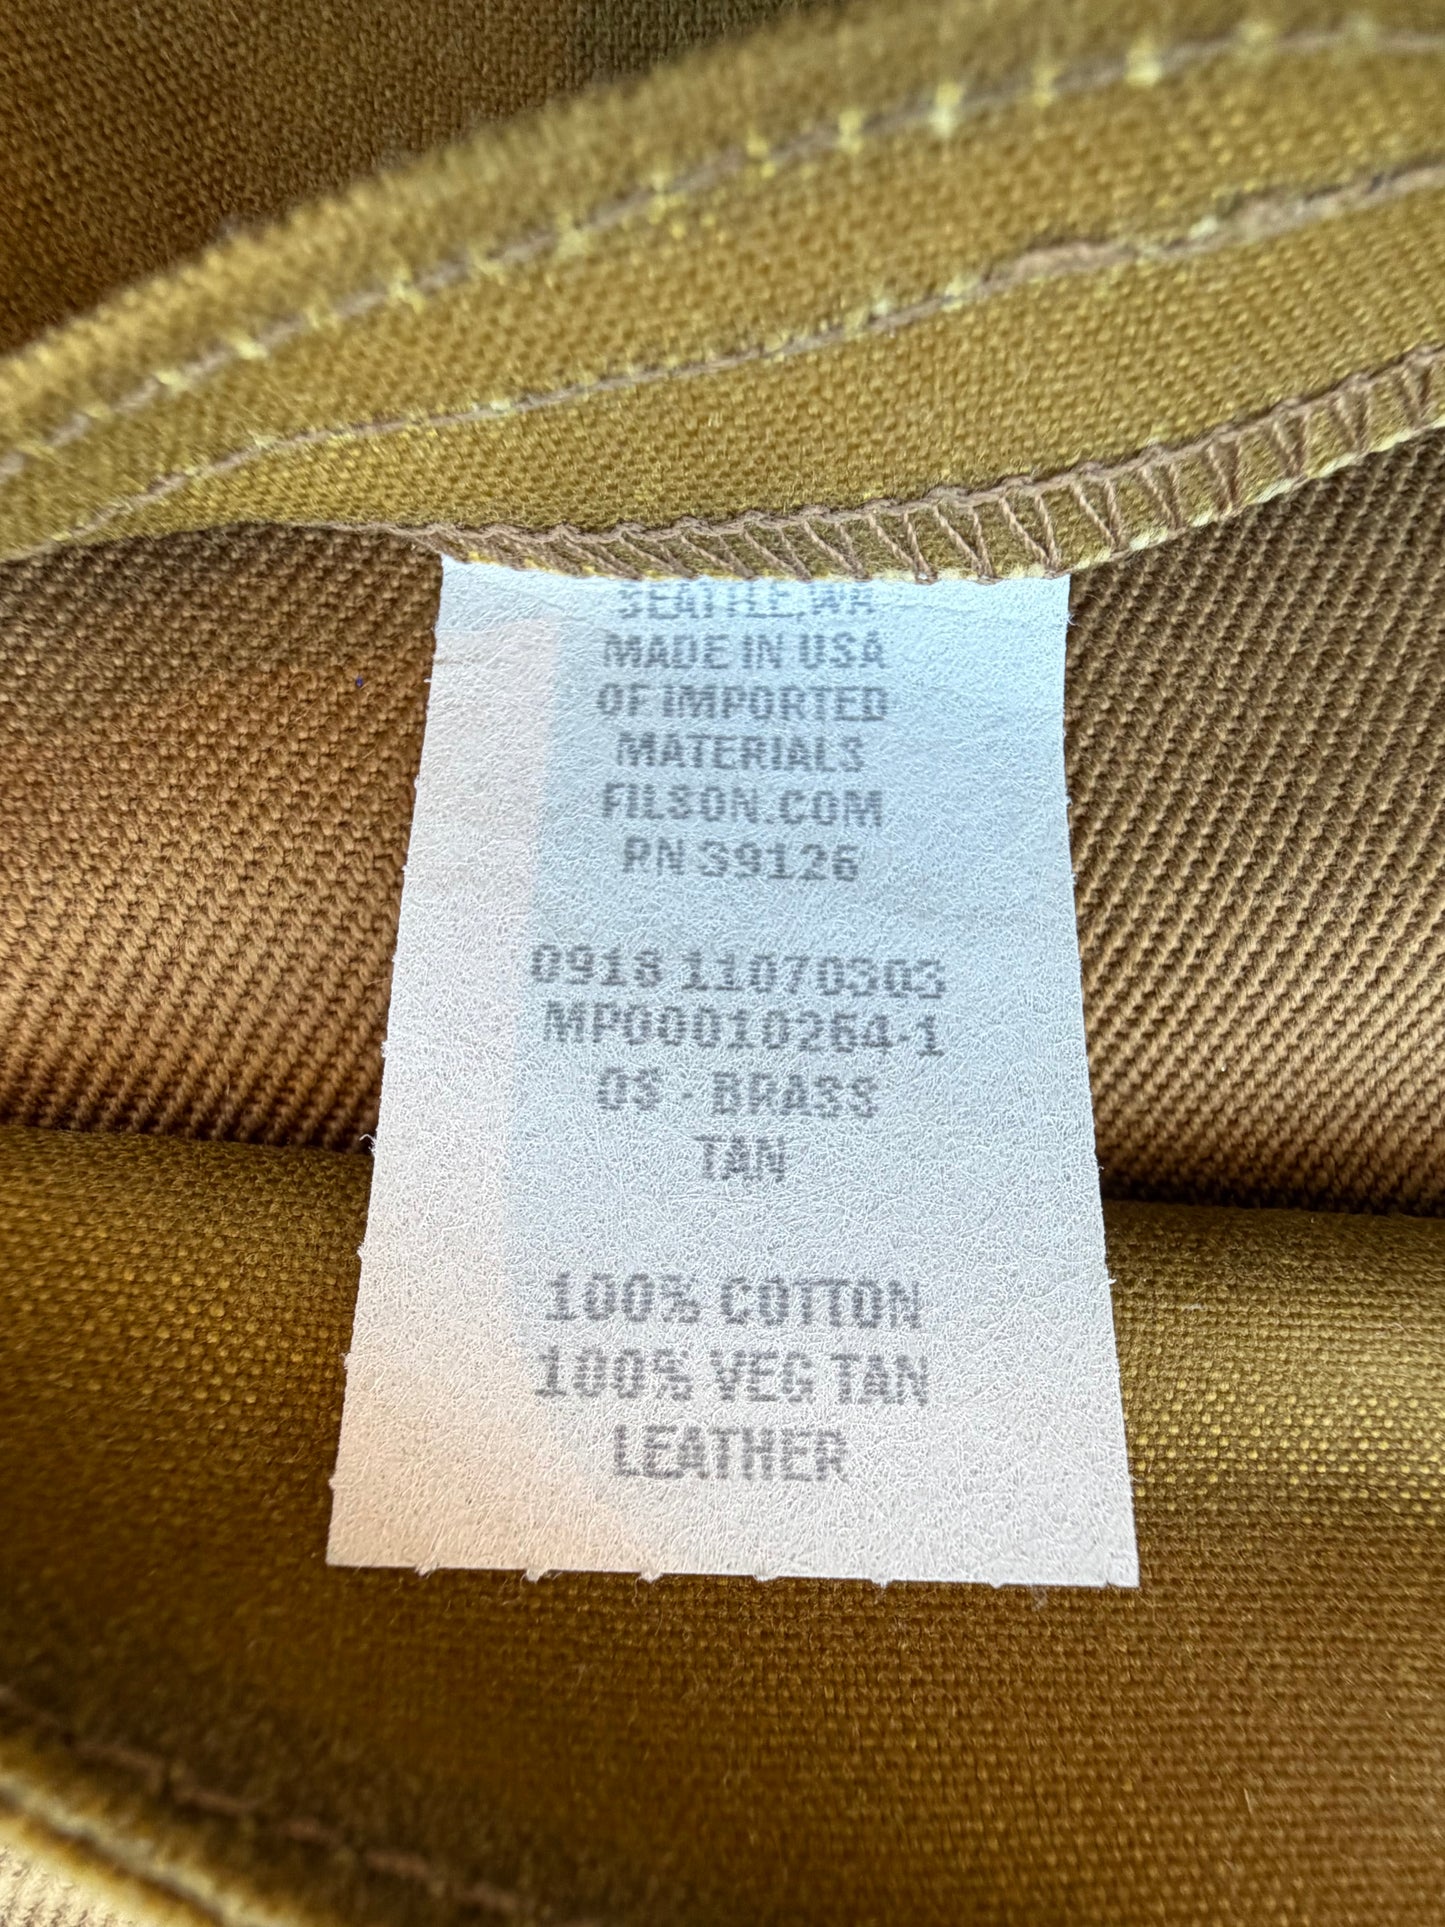 SEATTLE, WA
MADE IN USA
OF IMPORTED
MATERIALS
FILSON.COM
RN 39126
0918 11070303
MP00010264-1
OS - BRASS
TAN
100% COTTON
100% VEG TAN
LEATHER